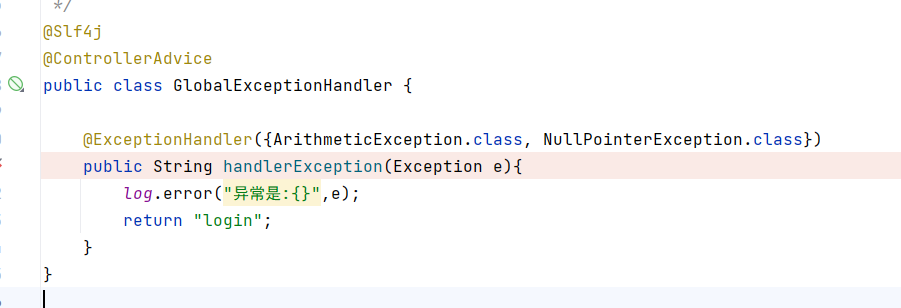 */
@Slf4j
@ControllerAdvice
public class GlobalExceptionHandler {
@ExceptionHandler({ArithmeticException.class, NullPointerException.class})
public String handlerException(Exception e){
log.error("异常是:{}",e);
return "login";
}
}